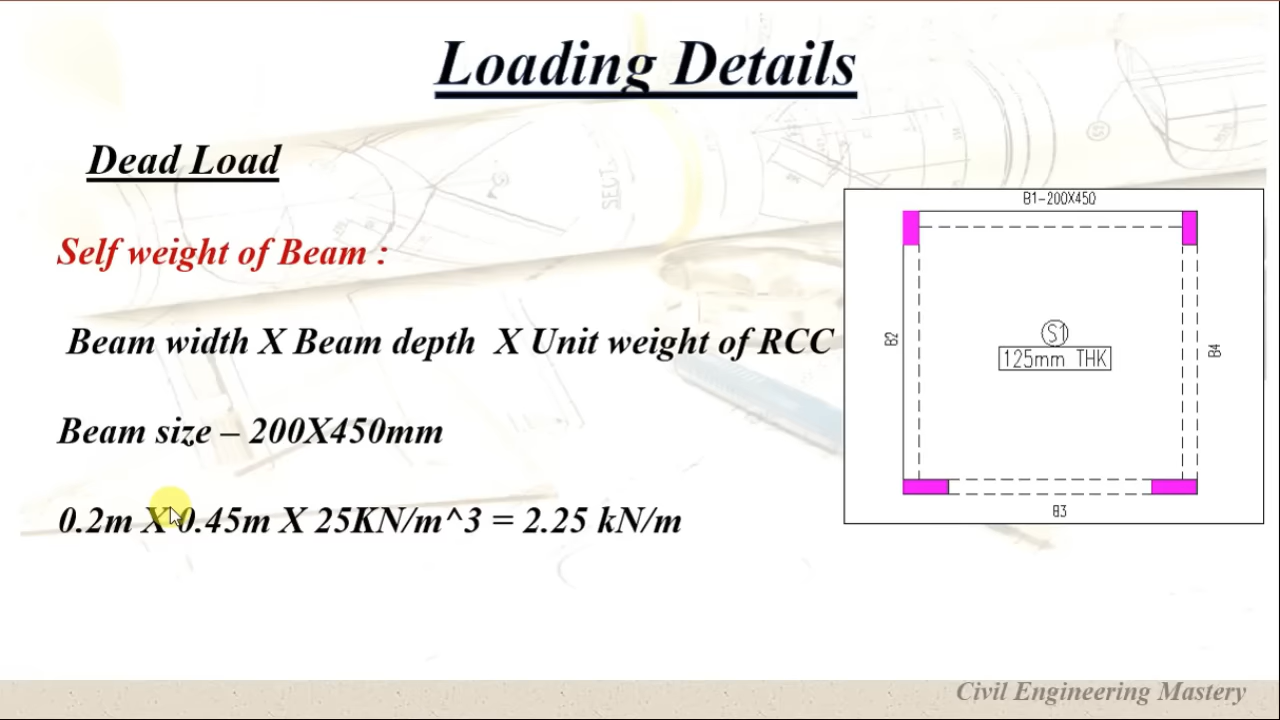 Loading Details
Dead Load
Self weight of Beam :
Beam width X Beam depth X Unit weight of RCC
Beam size – 200X450mm
0.2m X 0.45m X 25KN/m^3 = 2.25 kN/m
B1-200X450
B2
S1
125mm THK
B4
B3
Civil Engineering Mastery